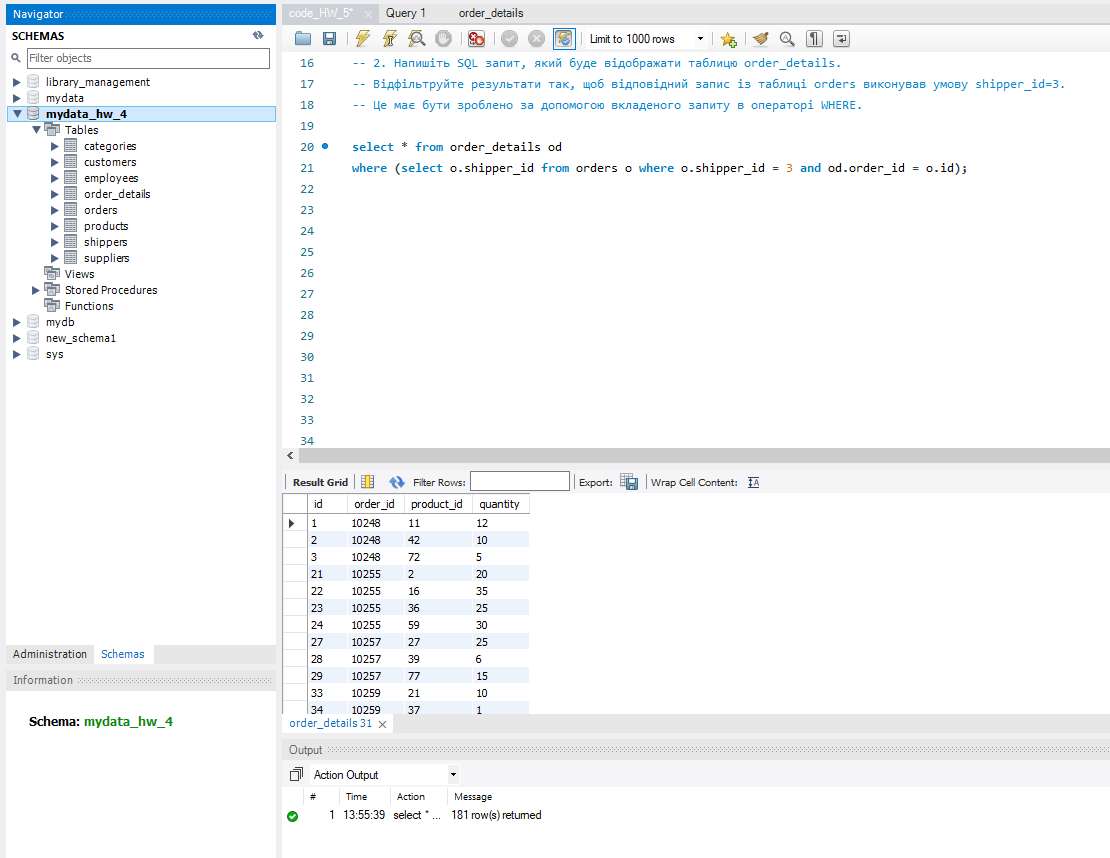 Navigator
SCHEMAS
Filter objects
library_management
mydata
mydata_hw_4
Tables
categories
customers
employees
order_details
orders
products
shippers
suppliers
Views
Stored Procedures
Functions
mydb
new_schema1
sys
Administration Schemas
Information
Schema: mydata_hw_4
code_HW_5* Query 1 order_details
Limit to 1000 rows
16 -- 2. Напишіть SQL запит, який буде відображати таблицю order_details.
17 -- Відфільтруйте результати так, щоб відповідний запис із таблиці orders виконував умову shipper_id=3.
18 -- Це має бути зроблено за допомогою вкладеного запиту в операторі WHERE.
19
20 select * from order_details od
21 where (select o.shipper_id from orders o where o.shipper_id = 3 and od.order_id = o.id);
22
23
24
25
26
27
28
29
30
31
32
33
34
Result Grid Filter Rows: Export: Wrap Cell Content:
id order_id product_id quantity
1 10248 11 12
2 10248 42 10
3 10248 72 5
21 10255 2 20
22 10255 16 35
23 10255 36 25
24 10255 59 30
27 10257 27 25
28 10257 39 6
29 10257 77 15
33 10259 21 10
34 10259 37 1
order_details 31
Output
Action Output
# Time Action Message
1 13:55:39 select * ... 181 row(s) returned